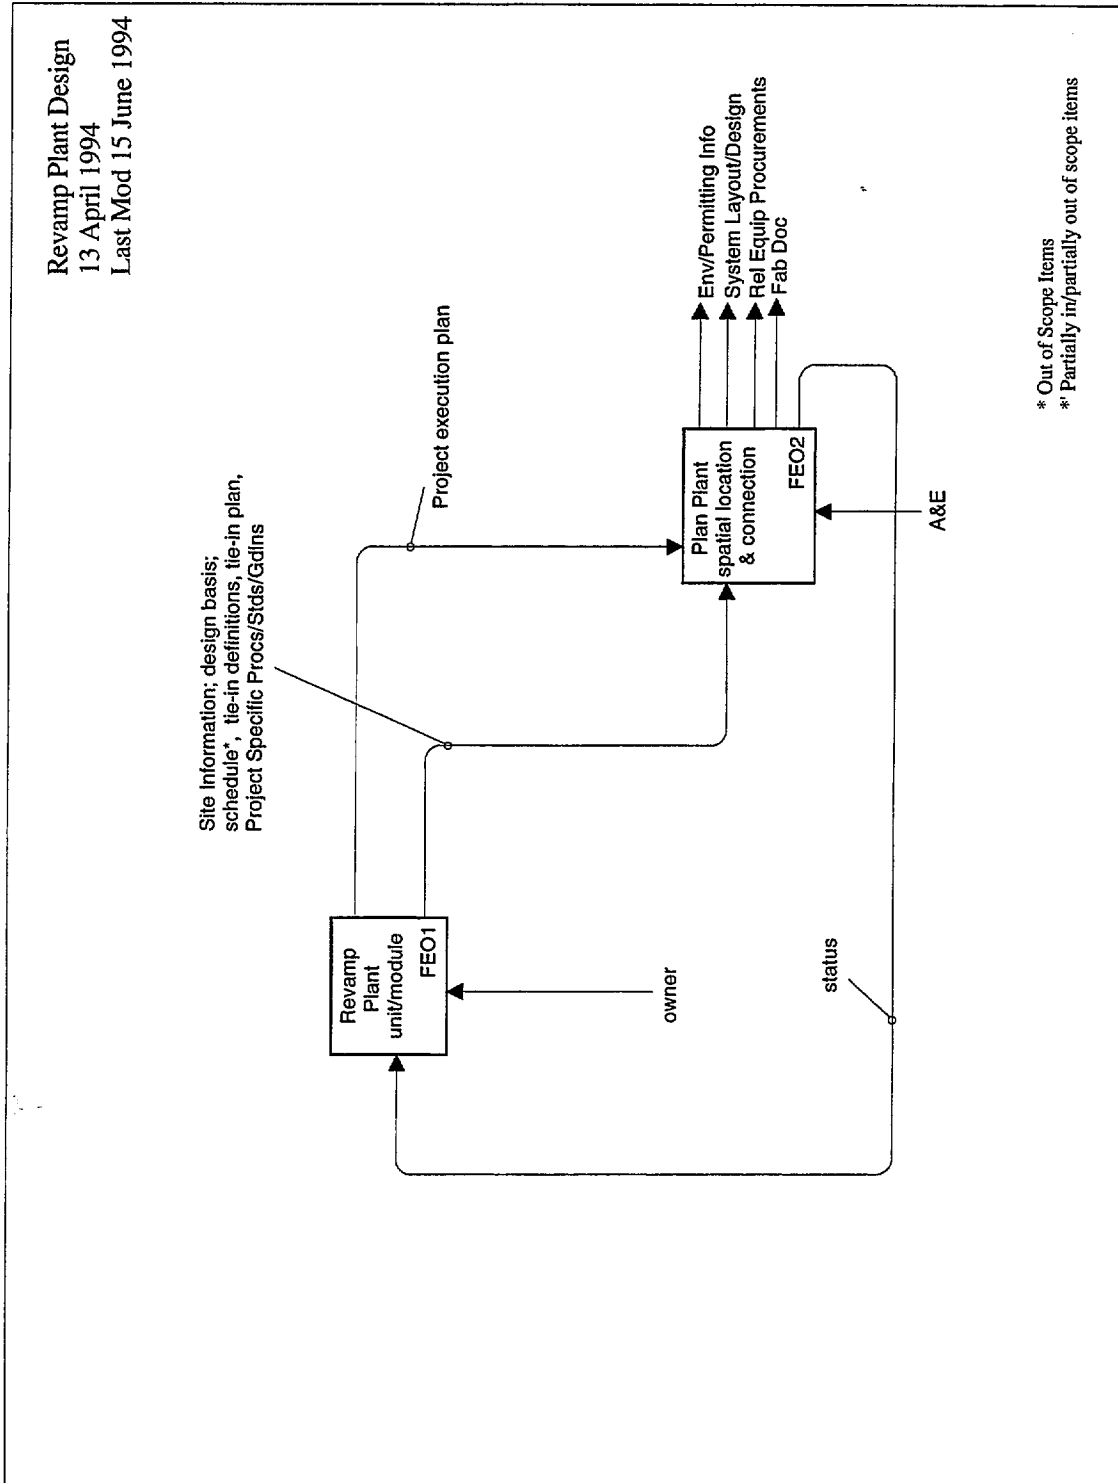 Revamp Plant Design
13 April 1994
Last Mod 15 June 1994
Site Information; design basis;
schedule*, tie-in definitions, tie-in plan,
Project Specific Procs/Stds/Gdlns
Project execution plan
Revamp
Plant
unit/module
FEO1
owner
Plan Plant
spatial location
& connection
FEO2
Env/Permitting Info
System Layout/Design
Rel Equip Procurements
Fab Doc
A&E
status
* Out of Scope Items
*' Partially in/partially out of scope items